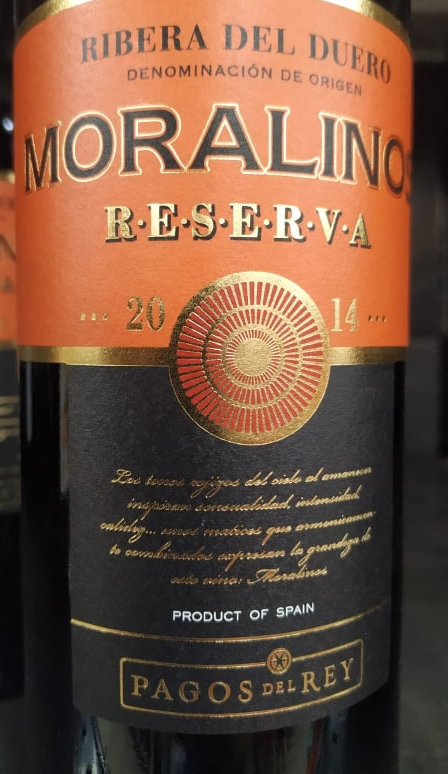 RIBERA DEL DUERO
DENOMINACIÓN DE ORIGEN
MORALINOS
R·E·S·E·R·V·A
... 20 14 ...
Los tonos rojizos del cielo al amanecer
inspiran sensualidad, intensidad,
calidez... unos matices que armonicamen-
te combinados expresan la grandeza de
este vino: Moralinos
PRODUCT OF SPAIN
PAGOS DEL REY